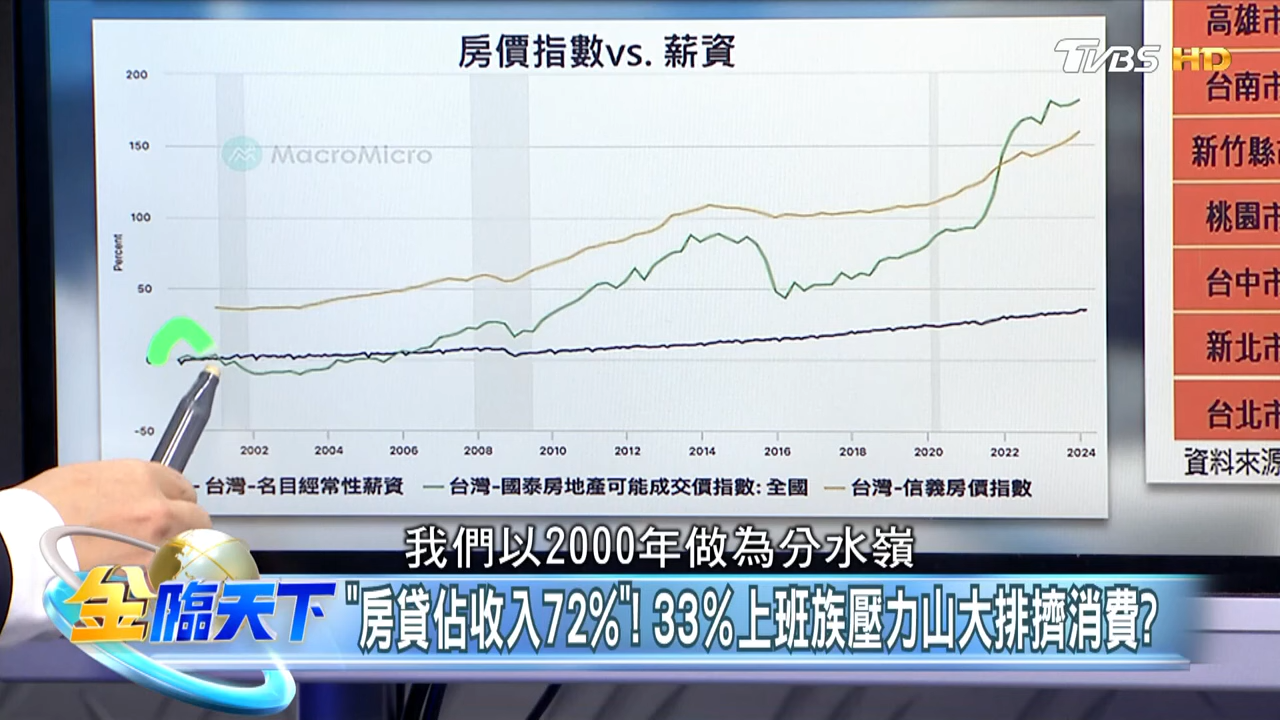 房價指數vs. 薪資
TVBS HD
MacroMicro
Percent
200
150
100
50
-50
2002 2004 2006 2008 2010 2012 2014 2016 2018 2020 2022 2024
台灣-名目經常性薪資 台灣-國泰房地產可能成交價指數: 全國 台灣-信義房價指數
高雄市
台南市
新竹縣
桃園市
台中市
新北市
台北市
資料來源
我們以2000年做為分水嶺
金臨天下
"房貸佔收入72%"! 33%上班族壓力山大排擠消費?